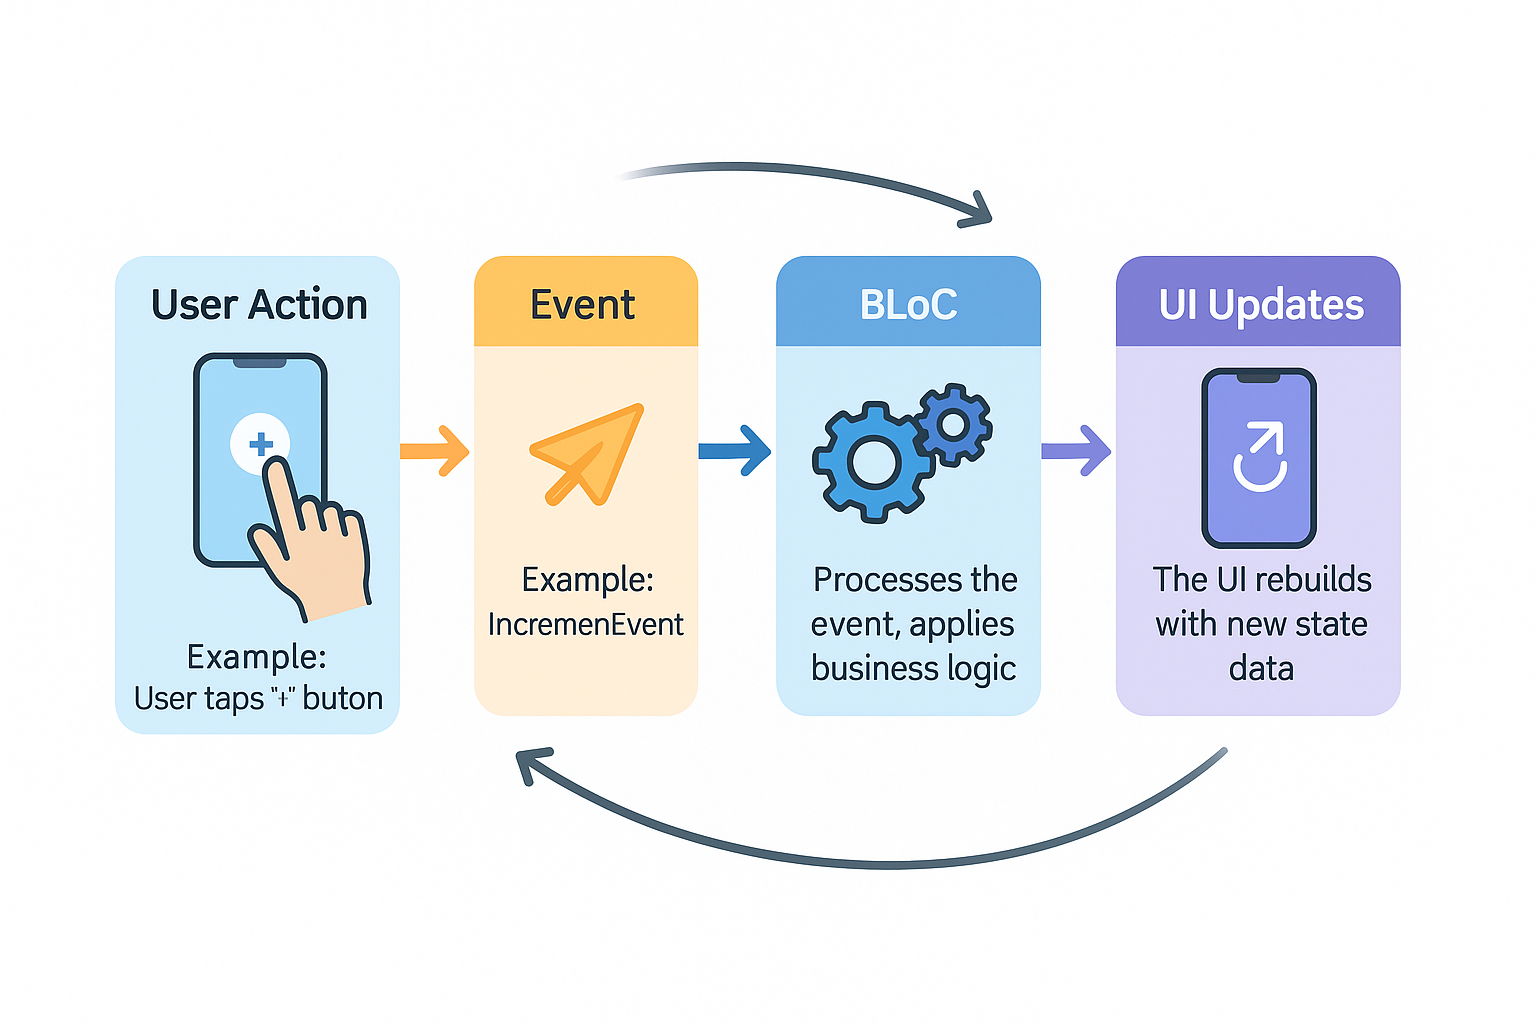 User Action
Example:
User taps "+" buton
Event
Example:
IncremenEvent
BLoC
Processes the
event, applies
business logic
UI Updates
The UI rebuilds
with new state
data